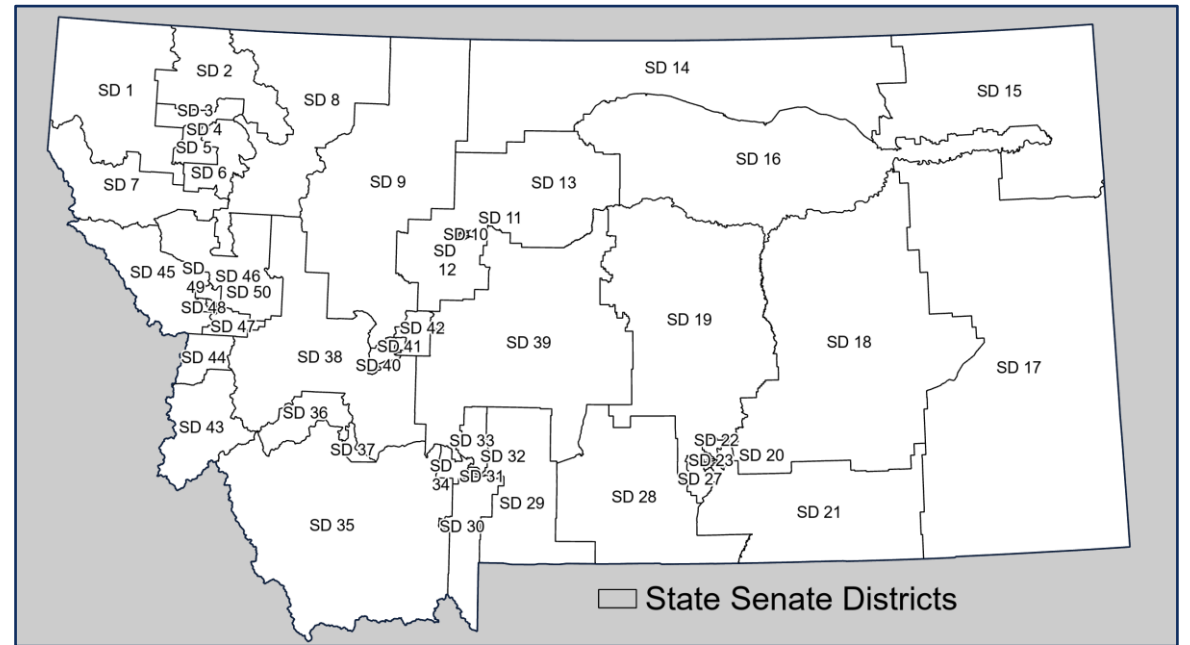 SD 1
SD 2
SD 8
SD 14
SD 15
SD 3
SD 4
SD 5
SD 6
SD 7
SD 9
SD 16
SD 13
SD 11
SD 10
SD
12
SD 45
SD
49
SD 46
SD 50
SD 48
SD 47
SD 44
SD 38
SD 42
SD 41
SD 40
SD 39
SD 19
SD 18
SD 17
SD 43
SD 36
SD 37
SD 33
SD 32
SD
34
SD 31
SD 22
SD 23
SD 20
SD 27
SD 28
SD 29
SD 30
SD 21
SD 35
State Senate Districts